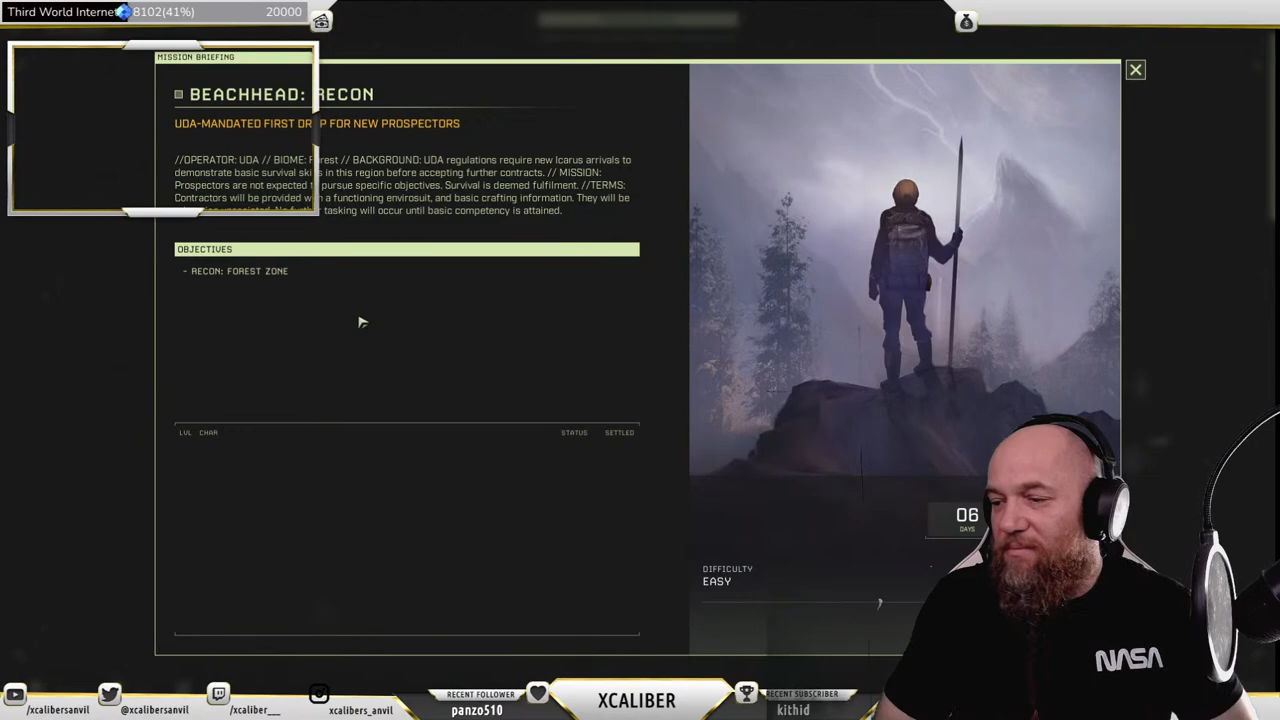 Third World Internet 8102(41%) 20000
MISSION BRIEFING
BEACHHEAD: RECON
UDA-MANDATED FIRST DR P FOR NEW PROSPECTORS
//OPERATOR: UDA // BIOME: F rest // BACKGROUND: UDA regulations require new Icarus arrivals to
demonstrate basic survival ski s in this region before accepting further contracts. // MISSION:
Prospectors are not expected pursue specific objectives. Survival is deemed fulfilment. //TERMS:
Contractors will be provided a functioning envirosuit, and basic crafting information. They will be
tasking will occur until basic competency is attained.
OBJECTIVES
- RECON: FOREST ZONE
LVL CHAR STATUS SETTLED
06
DAYS
DIFFICULTY
EASY
NASA
/xcalibersanvil @xcalibersanvil /xcaliber___ xcalibers_anvil
RECENT FOLLOWER
panzo510
XCALIBER
RECENT SUBSCRIBER
kithid